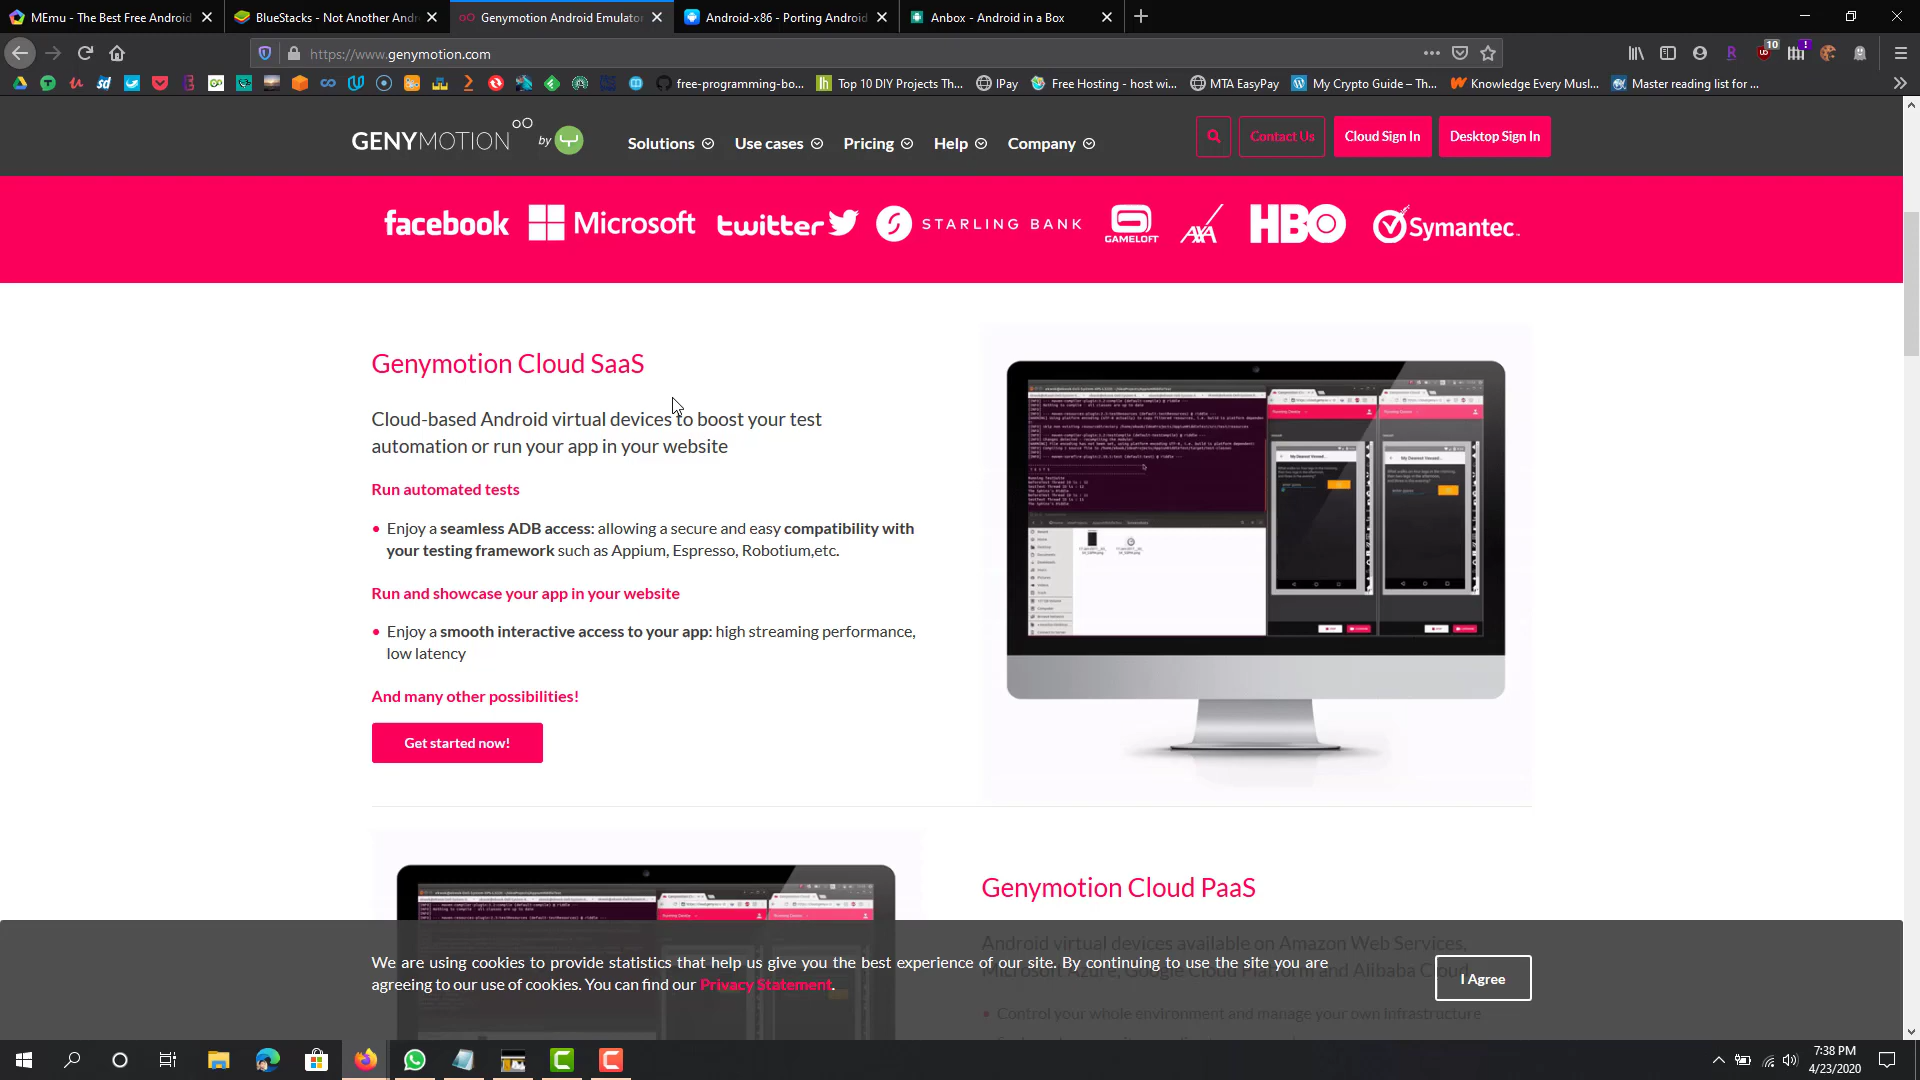 MEmu - The Best Free Android
BlueStacks - Not Another Andr
Genymotion Android Emulator
Android-x86 - Porting Android
Anbox - Android in a Box
https://www.genymotion.com
free-programming-bo...
Top 10 DIY Projects Th...
IPay
Free Hosting - host wi...
MTA EasyPay
My Crypto Guide – Th...
Knowledge Every Musl...
Master reading list for ...
GENYMOTION by
Solutions
Use cases
Pricing
Help
Company
Contact Us
Cloud Sign In
Desktop Sign In
facebook
Microsoft
twitter
STARLING BANK
GAMELOFT
AXA
HBO
Symantec
Genymotion Cloud SaaS
Cloud-based Android virtual devices to boost your test
automation or run your app in your website
Run automated tests
Enjoy a seamless ADB access: allowing a secure and easy compatibility with
your testing framework such as Appium, Espresso, Robotium,etc.
Run and showcase your app in your website
Enjoy a smooth interactive access to your app: high streaming performance,
low latency
And many other possibilities!
Get started now!
Genymotion Cloud PaaS
Android virtual devices available on Amazon Web Services,
Microsoft Azure, Google Cloud Platform and Alibaba Cloud
Control your whole environment and manage your own infrastructure
We are using cookies to provide statistics that help us give you the best experience of our site. By continuing to use the site you are
agreeing to our use of cookies. You can find our Privacy Statement.
I Agree
7:38 PM
4/23/2020